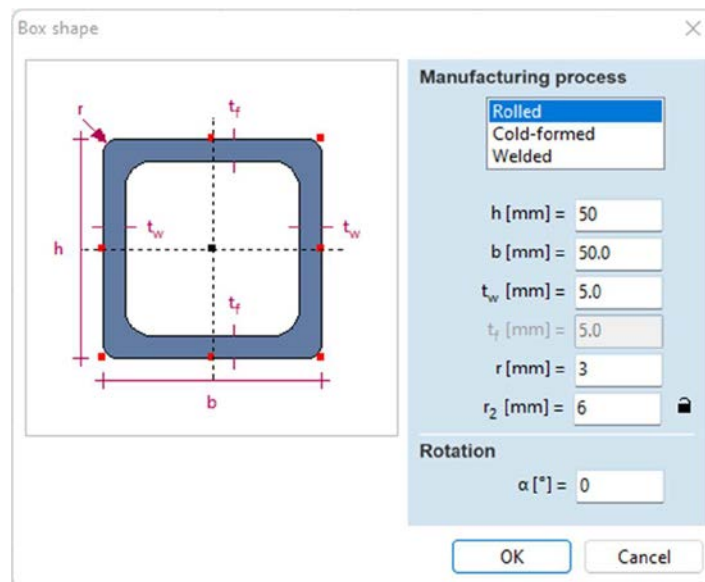 Box shape
r
t_f
t_w
t_w
h
t_f
b
Manufacturing process
Rolled
Cold-formed
Welded
h [mm] = 50
b [mm] = 50.0
t_w [mm] = 5.0
t_f [mm] = 5.0
r [mm] = 3
r_2 [mm] = 6
Rotation
α [°] = 0
OK
Cancel